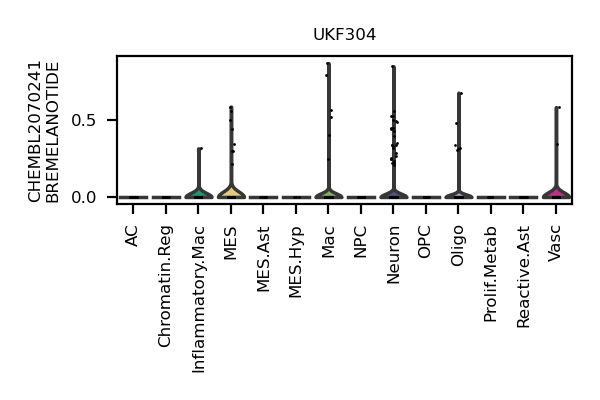 UKF304
CHEMBL2070241
BREMELANOTIDE
0.5
0.0
AC
Chromatin.Reg
Inflammatory.Mac
MES
MES.Ast
MES.Hyp
Mac
NPC
Neuron
OPC
Oligo
Prolif.Metab
Reactive.Ast
Vasc